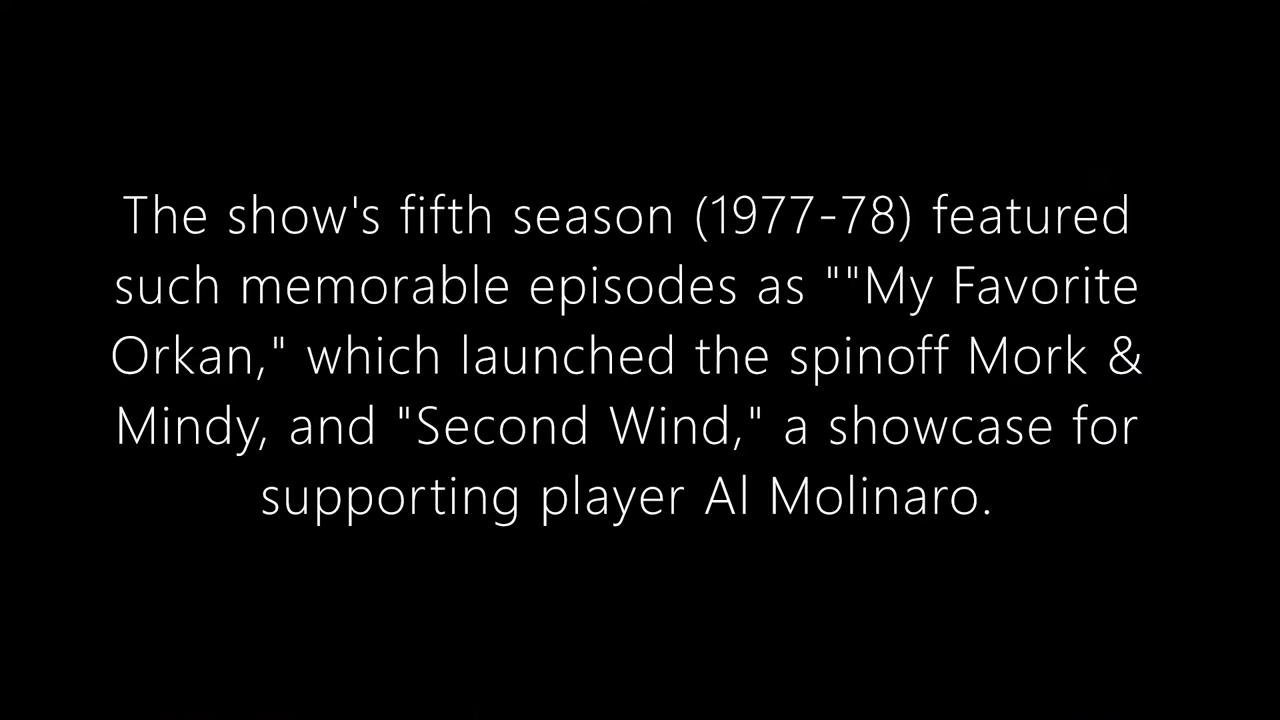 The show's fifth season (1977-78) featured
such memorable episodes as ""My Favorite
Orkan," which launched the spinoff Mork &
Mindy, and "Second Wind," a showcase for
supporting player Al Molinaro.